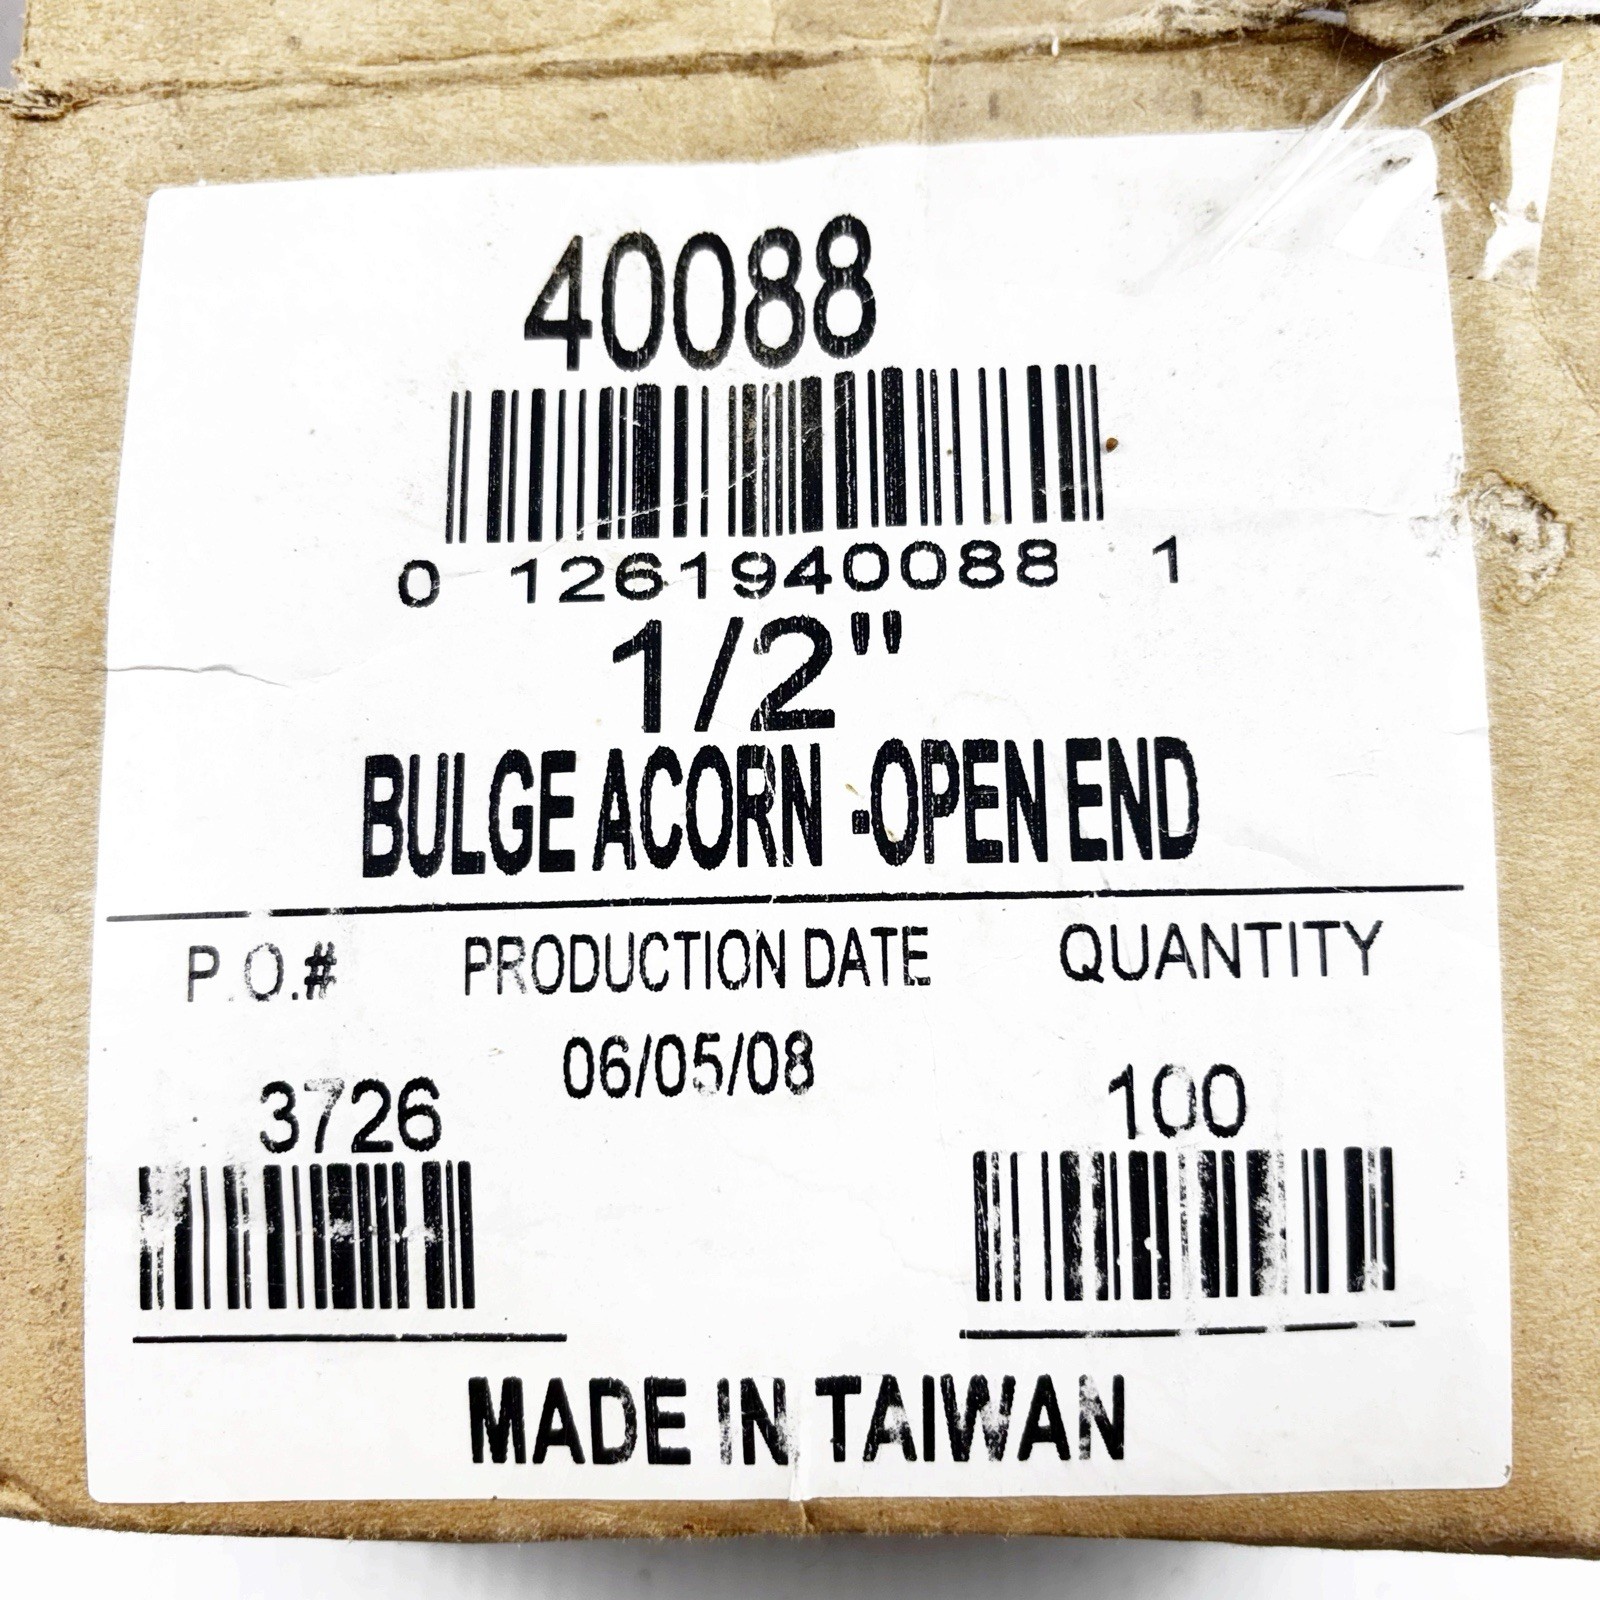 40088
0 1261940088 1
1/2"
BULGE ACORN -OPEN END
P.O.# PRODUCTION DATE QUANTITY
06/05/08
3726 100
MADE IN TAIWAN